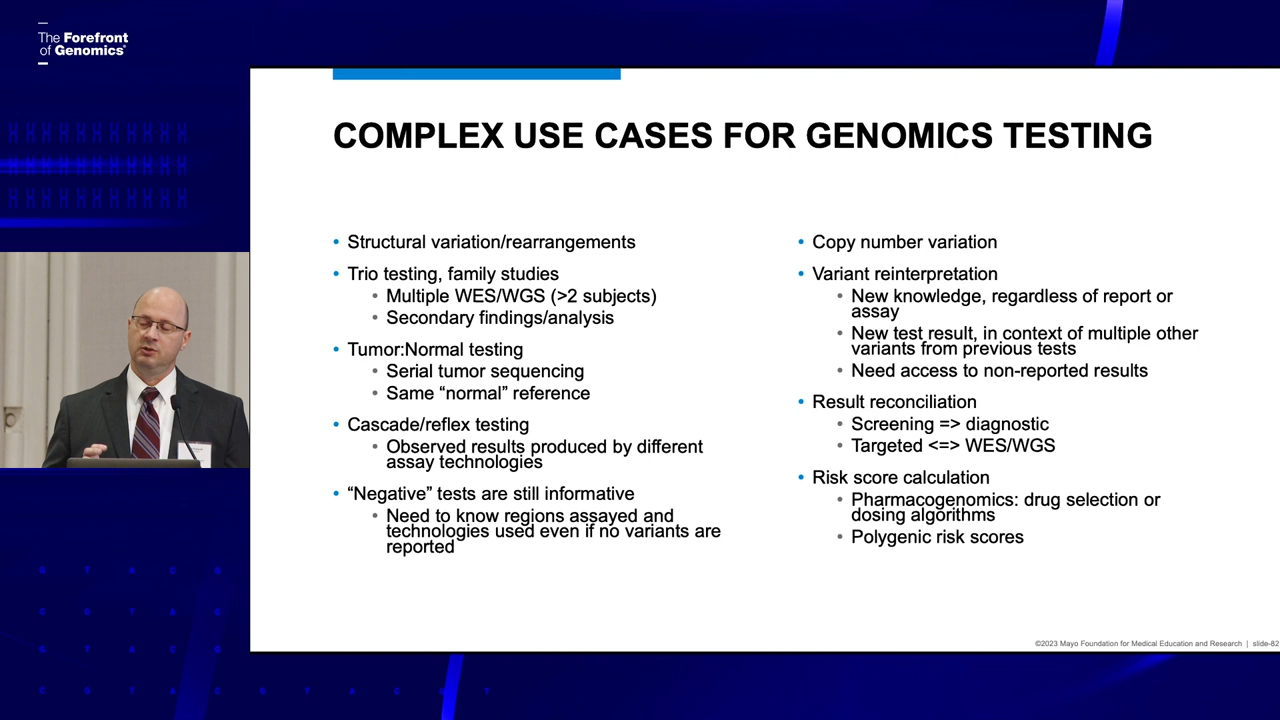 The Forefront
of Genomics®
COMPLEX USE CASES FOR GENOMICS TESTING
• Structural variation/rearrangements
• Trio testing, family studies
• Multiple WES/WGS (>2 subjects)
• Secondary findings/analysis
• Tumor:Normal testing
• Serial tumor sequencing
• Same “normal” reference
• Cascade/reflex testing
• Observed results produced by different
assay technologies
• “Negative” tests are still informative
• Need to know regions assayed and
technologies used even if no variants are
reported
• Copy number variation
• Variant reinterpretation
• New knowledge, regardless of report or
assay
• New test result, in context of multiple other
variants from previous tests
• Need access to non-reported results
• Result reconciliation
• Screening => diagnostic
• Targeted <=> WES/WGS
• Risk score calculation
• Pharmacogenomics: drug selection or
dosing algorithms
• Polygenic risk scores
©2023 Mayo Foundation for Medical Education and Research | slide-82